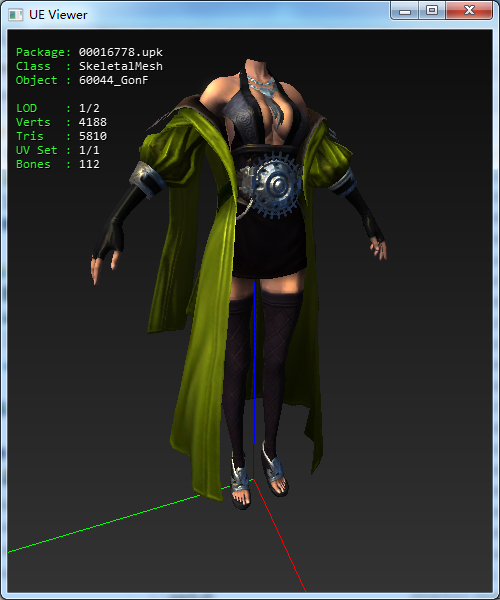 UE Viewer
Package: 00016778.upk
Class : SkeletalMesh
Object : 60044_GonF
LOD : 1/2
Verts : 4188
Tris : 5810
UV Set : 1/1
Bones : 112